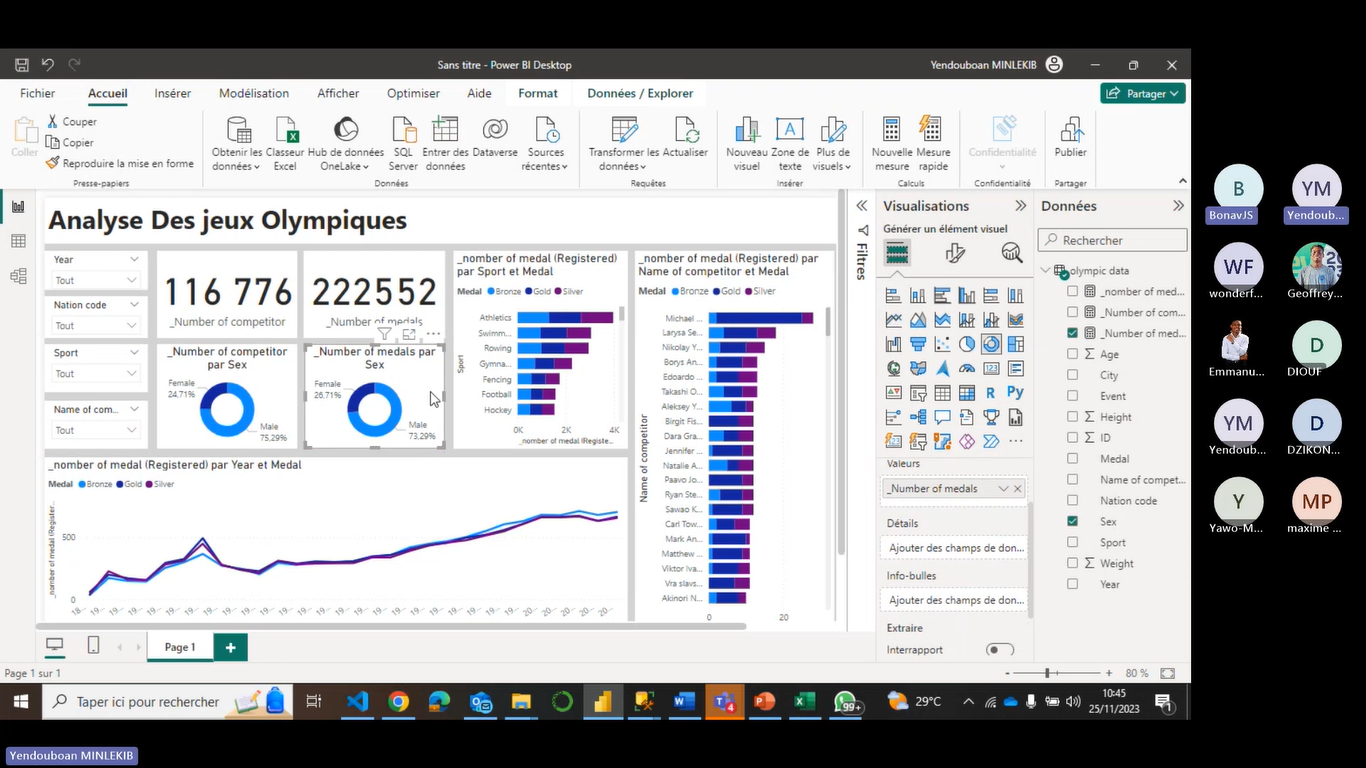 Sans titre - Power BI Desktop
Yendouboan MINLEKIB
Fichier
Accueil
Insérer
Modélisation
Afficher
Optimiser
Aide
Format
Données / Explorer
Partager
Coller
Couper
Copier
Reproduire la mise en forme
Presse-papiers
Obtenir les données
Classeur Excel
Hub de données OneLake
SQL Server
Entrer des données
Dataverse
Sources récentes
Données
Transformer les données
Actualiser
Requêtes
Nouveau visuel
Zone de texte
Plus de visuels
Insérer
Nouvelle mesure
Mesure rapide
Calculs
Confidentialité
Confidentialité
Publier
Partager
Analyse Des jeux Olympiques
Year
Tout
Nation code
Tout
Sport
Tout
Name of com...
Tout
116 776
_Number of competitor
222552
_Number of medals
_Number of competitor
par Sex
Female
24,71%
Male
75,29%
_Number of medals par
Sex
Female
26,71%
Male
73,29%
_nomber of medal (Registered)
par Sport et Medal
Medal Bronze Gold Silver
Sport
Athletics
Swimm...
Rowing
Gymna...
Fencing
Football
Hockey
0K 2K 4K
_nomber of medal (Registe...
_nomber of medal (Registered) par
Name of competitor et Medal
Medal Bronze Gold Silver
Name of competitor
Michael ...
Larysa Se...
Nikolay Y...
Borys An...
Edoardo ...
Takashi O...
Aleksey Y...
Birgit Fis...
Dara Gra...
Jennifer ...
Natalie A...
Paavo Jo...
Ryan Ste...
Sawao K...
Carl Tow...
Mark An...
Matthew ...
Viktor Iva...
Vra slavs...
Akinori N...
0 20
_nomber of medal (Registered) par Year et Medal
Medal Bronze Gold Silver
_nomber of medal (Register...
500
0
18... 19... 19... 19... 19... 19... 19... 19... 19... 19... 19... 20... 20... 20... 20...
Filtres
Visualisations
Générer un élément visuel
R Py
Valeurs
_Number of medals
Détails
Ajouter des champs de don...
Info-bulles
Ajouter des champs de don...
Extraire
Interrapport
Données
Rechercher
olympic data
_nomber of med...
_Number of com...
_Number of med...
Age
City
Event
Height
ID
Medal
Name of compet...
Nation code
Sex
Sport
Weight
Year
Page 1
Page 1 sur 1
80 %
Taper ici pour rechercher
4
99+
29°C
10:45
25/11/2023
1
B
BonavJS
YM
Yendoub...
WF
wonderf...
Geoffrey...
Emmanu...
D
DIOUF
YM
Yendoub...
D
DZIKON...
Y
Yawo-M...
MP
maxime ...
Yendouboan MINLEKIB